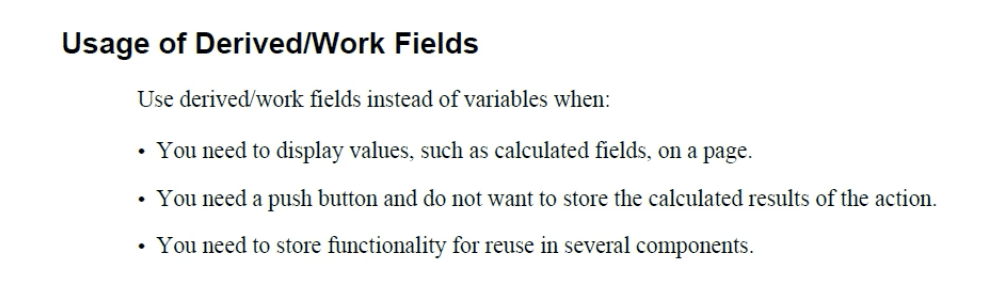 Usage of Derived/Work Fields
Use derived/work fields instead of variables when:
• You need to display values, such as calculated fields, on a page.
• You need a push button and do not want to store the calculated results of the action.
• You need to store functionality for reuse in several components.